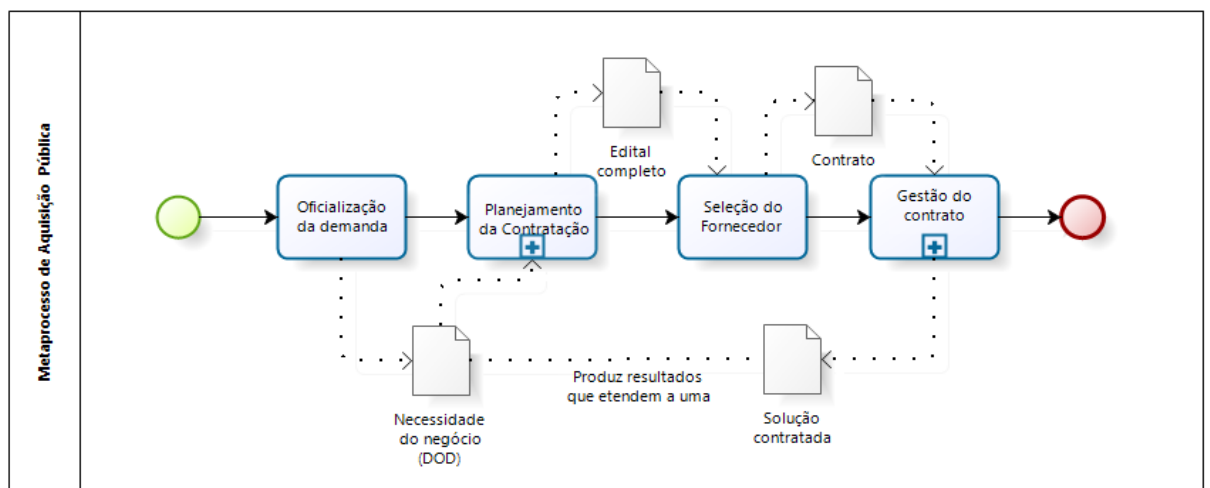 Metaprocesso de Aquisição Pública
Edital
completo
Contrato
Oficialização
da demanda
Planejamento
da Contratação
Seleção do
Fornecedor
Gestão do
contrato
Produz resultados
que etendem a uma
Necessidade
do negócio
(DOD)
Solução
contratada